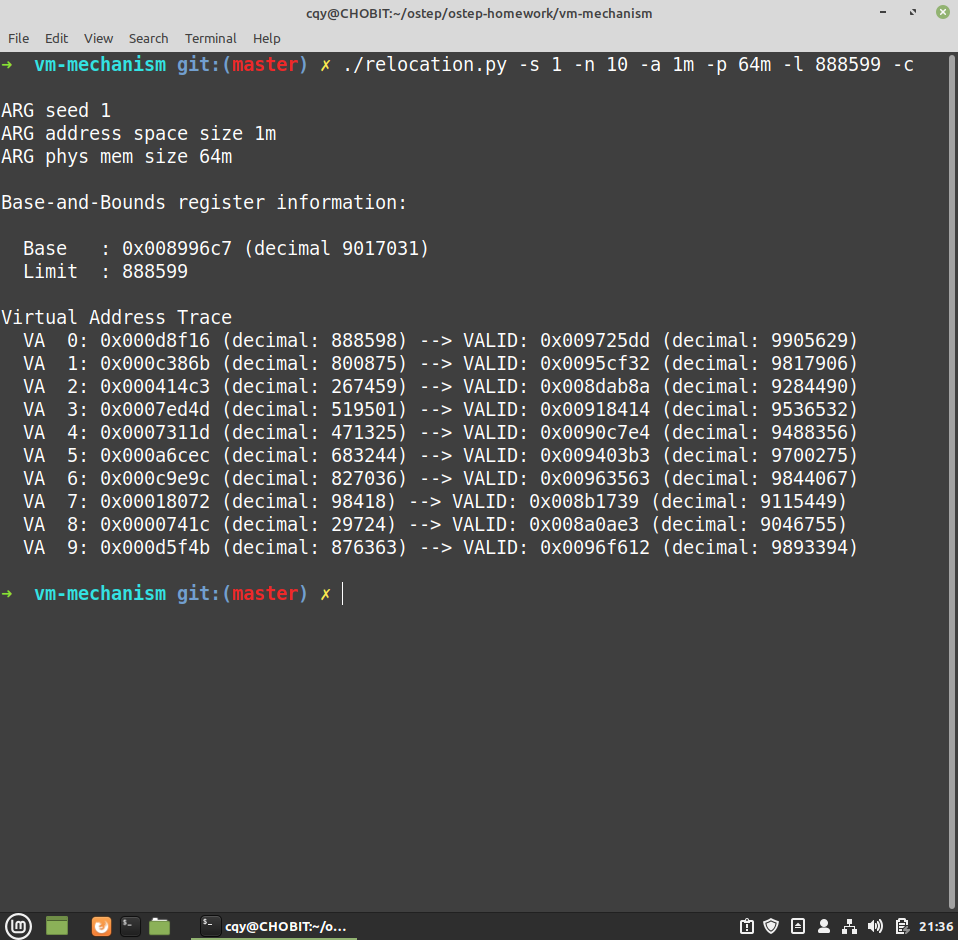 cqy@CHOBIT:~/ostep/ostep-homework/vm-mechanism
File Edit View Search Terminal Help
➜ vm-mechanism git:(master) ✗ ./relocation.py -s 1 -n 10 -a 1m -p 64m -l 888599 -c
ARG seed 1
ARG address space size 1m
ARG phys mem size 64m
Base-and-Bounds register information:
Base : 0x008996c7 (decimal 9017031)
Limit : 888599
Virtual Address Trace
VA 0: 0x000d8f16 (decimal: 888598) --> VALID: 0x009725dd (decimal: 9905629)
VA 1: 0x000c386b (decimal: 800875) --> VALID: 0x0095cf32 (decimal: 9817906)
VA 2: 0x000414c3 (decimal: 267459) --> VALID: 0x008dab8a (decimal: 9284490)
VA 3: 0x0007ed4d (decimal: 519501) --> VALID: 0x00918414 (decimal: 9536532)
VA 4: 0x0007311d (decimal: 471325) --> VALID: 0x0090c7e4 (decimal: 9488356)
VA 5: 0x000a6cec (decimal: 683244) --> VALID: 0x009403b3 (decimal: 9700275)
VA 6: 0x000c9e9c (decimal: 827036) --> VALID: 0x00963563 (decimal: 9844067)
VA 7: 0x00018072 (decimal: 98418) --> VALID: 0x008b1739 (decimal: 9115449)
VA 8: 0x0000741c (decimal: 29724) --> VALID: 0x008a0ae3 (decimal: 9046755)
VA 9: 0x000d5f4b (decimal: 876363) --> VALID: 0x0096f612 (decimal: 9893394)
➜ vm-mechanism git:(master) ✗
cqy@CHOBIT:~/o...
21:36